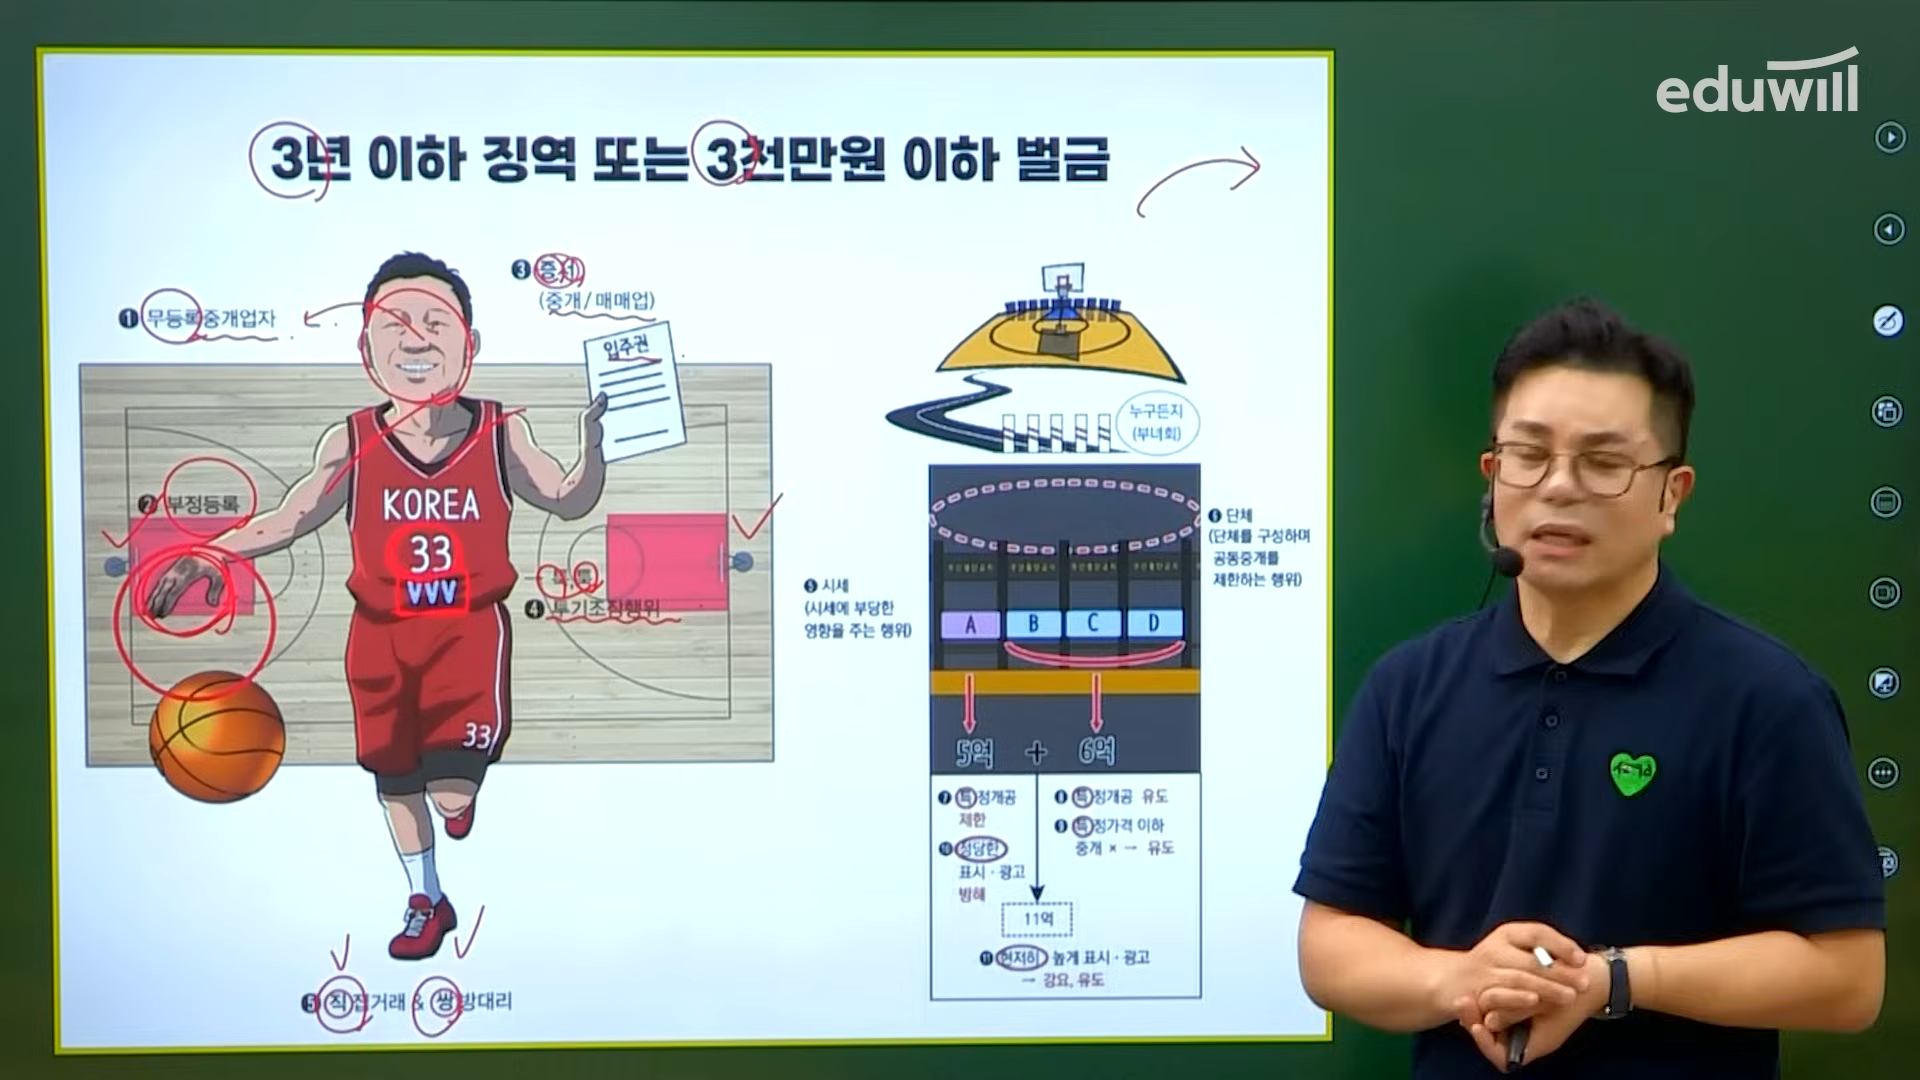 eduwill
3년 이하 징역 또는 3천만원 이하 벌금
❶ 무등록중개업자
❸ 증서
(중개/매매업)
입주권
❷ 부정등록
KOREA
33
VVV
❹ 투기조장행위
33
❺ 직접거래 & 쌍방대리
누구든지
(부녀회)
❺ 시세
(시세에 부당한
영향을 주는 행위)
❻ 단체
(단체를 구성하며
공동중개를
제한하는 행위)
A B C D
5억 + 6억
❼ 특정개공
제한
❽ 특정개공 유도
❾ 특정가격 이하
중개 × → 유도
❿ 정당한
표시·광고
방해
11억
⓫ 현저히 높게 표시·광고
→ 강요, 유도